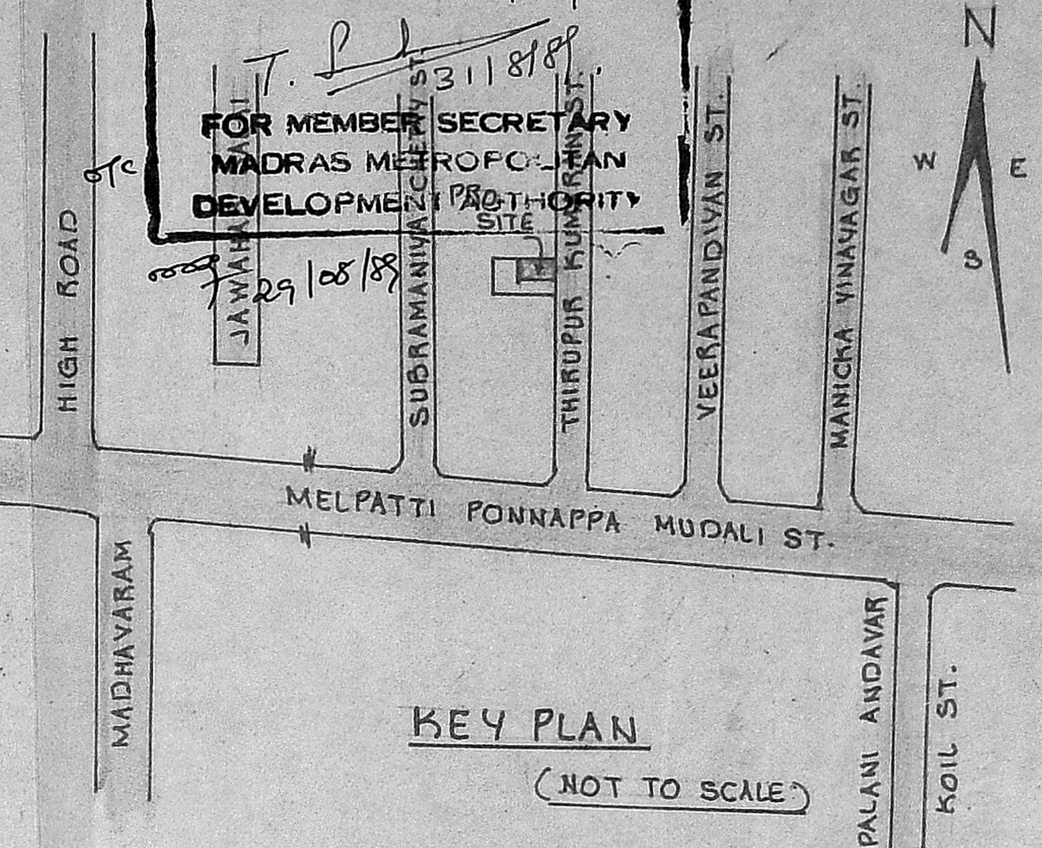 N
W
E
S
31/8/89.
FOR MEMBER SECRETARY
MADRAS METROPOLITAN
DEVELOPMENT AUTHORITY
29/08/89
PRO.
SITE
HIGH ROAD
SUBRAMANIYA CHETTY ST.
THIRUPUR KUMARAN ST.
VEERAPANDIYAN ST.
MANICKA VINAYAGAR ST.
MELPATTI PONNAPPA MUDALI ST.
MADHAVARAM
PALANI ANDAVAR
KOIL ST.
KEY PLAN
(NOT TO SCALE)